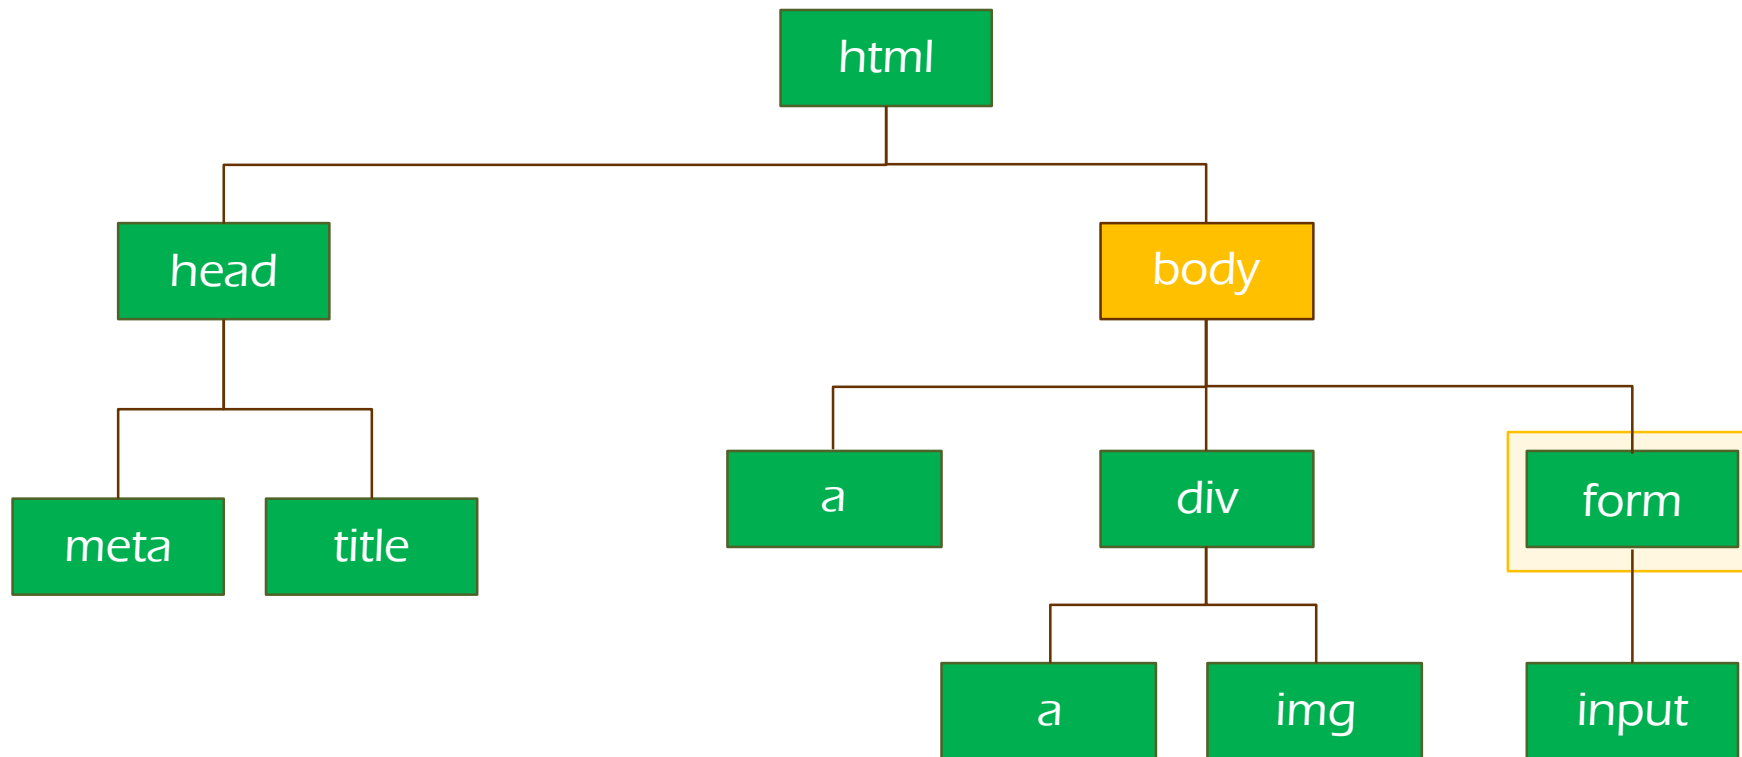 html
head
body
meta
title
a
div
form
a
img
input